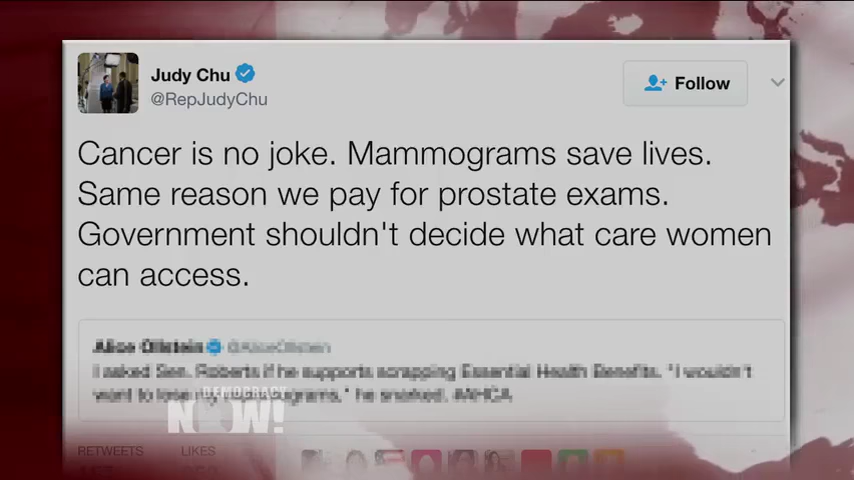 Judy Chu
@RepJudyChu
Follow
Cancer is no joke. Mammograms save lives.
Same reason we pay for prostate exams.
Government shouldn't decide what care women
can access.
Alice Ollstein @AliceOllstein
I asked Sen. Roberts if he supports scrapping Essential Health Benefits. "I wouldn't
want to lose my mammograms," he snarked. #AHCA
DEMOCRACY
NOW!
RETWEETS LIKES